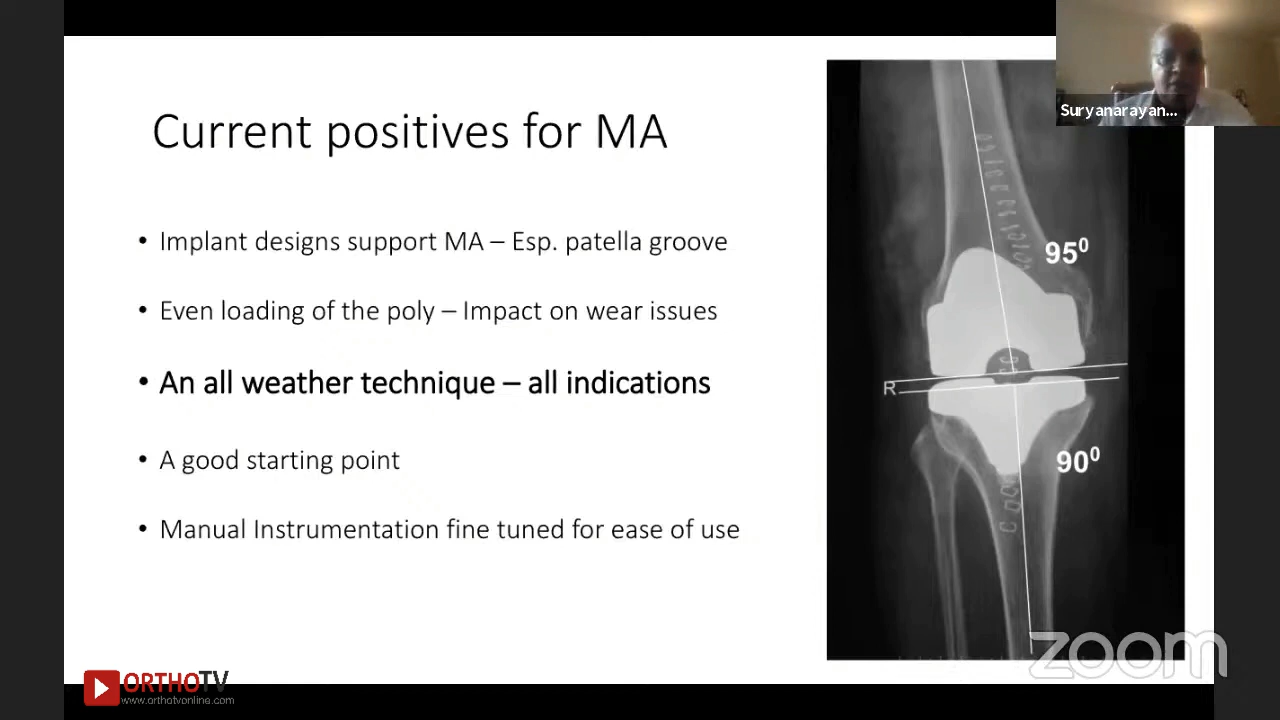 Suryanarayan...
Current positives for MA
• Implant designs support MA – Esp. patella groove
• Even loading of the poly – Impact on wear issues
• An all weather technique – all indications
• A good starting point
• Manual Instrumentation fine tuned for ease of use
95⁰
R
90⁰
zoom
ORTHOTV
www.orthotvonline.com